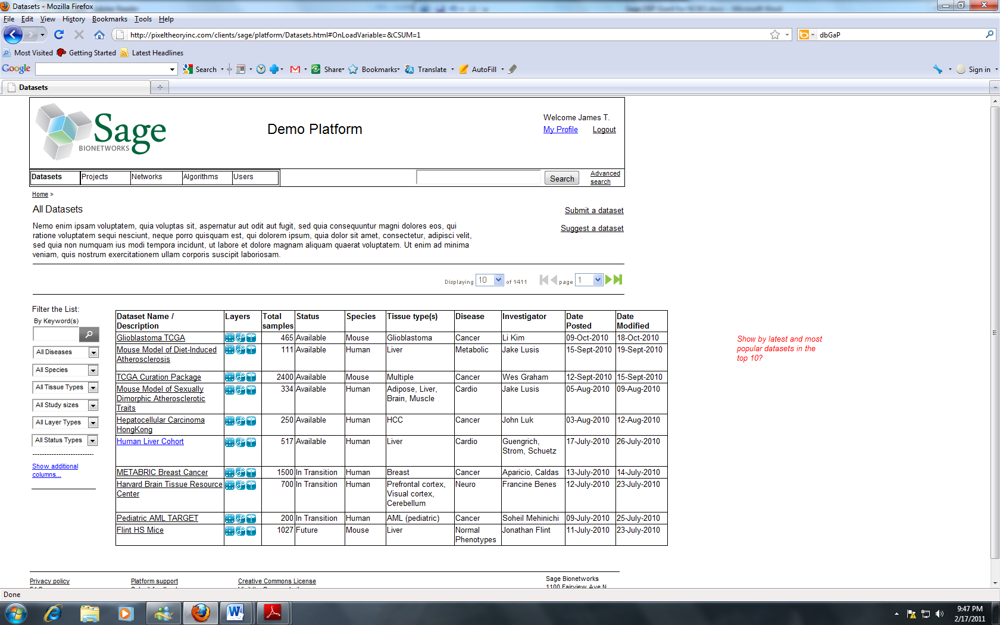 Datasets - Mozilla Firefox
File Edit View History Bookmarks Tools Help
http://pixeltheoryinc.com/clients/sage/platform/Datasets.html#OnLoadVariable=&CSUM=1
dbGaP
Most Visited Getting Started Latest Headlines
Google Search Share Bookmarks Translate AutoFill Sign in
Datasets
Sage
BIONETWORKS
Demo Platform
Welcome James T.
My Profile Logout
Datasets Projects Networks Algorithms Users
Search
Advanced
search
Home >
All Datasets
Submit a dataset
Suggest a dataset
Nemo enim ipsam voluptatem, quia voluptas sit, aspernatur aut odit aut fugit, sed quia consequuntur magni dolores eos, qui
ratione voluptatem sequi nesciunt, neque porro quisquam est, qui dolorem ipsum, quia dolor sit amet, consectetur, adipisci velit,
sed quia non numquam ius modi tempora incidunt, ut labore et dolore magnam aliquam quaerat voluptatem. Ut enim ad minima
veniam, quis nostrum exercitationem ullam corporis suscipit laboriosam.
Displaying 10 of 1411 page 1
Filter the List:
By Keyword(s)
All Diseases
All Species
All Tissue Types
All Study sizes
All Layer Types
All Status Types
Show additional
columns...
Dataset Name / Description Layers Total samples Status Species Tissue type(s) Disease Investigator Date Posted Date Modified
Glioblastoma TCGA 465 Available Mouse Glioblastoma Cancer Li Kim 09-Oct-2010 18-Oct-2010
Mouse Model of Diet-Induced Atherosclerosis 111 Available Human Liver Metabolic Jake Lusis 15-Sept-2010 19-Sept-2010
TCGA Curation Package 2400 Available Mouse Multiple Cancer Wes Graham 12-Sept-2010 15-Sept-2010
Mouse Model of Sexually Dimorphic Atherosclerotic Traits 334 Available Human Adipose, Liver, Brain, Muscle Cardio Jake Lusis 05-Aug-2010 09-Aug-2010
Hepatocellular Carcinoma HongKong 250 Available Human HCC Cancer John Luk 03-Aug-2010 12-Aug-2010
Human Liver Cohort 517 Available Human Liver Cardio Guengrich, Strom, Schuetz 17-July-2010 26-July-2010
METABRIC Breast Cancer 1500 In Transition Human Breast Cancer Aparicio, Caldas 13-July-2010 14-July-2010
Harvard Brain Tissue Resource Center 700 In Transition Human Prefrontal cortex, Visual cortex, Cerebellum Neuro Francine Benes 12-July-2010 23-July-2010
Pediatric AML TARGET 200 In Transition Human AML (pediatric) Cancer Soheil Mehinichi 09-July-2010 25-July-2010
Flint HS Mice 1027 Future Mouse Liver Normal Phenotypes Jonathan Flint 11-July-2010 23-July-2010
Show by latest and most
popular datasets in the
top 10?
Privacy policy Platform support Creative Commons License Sage Bionetworks
1100 Fairview Ave N
Done
9:47 PM
2/17/2011